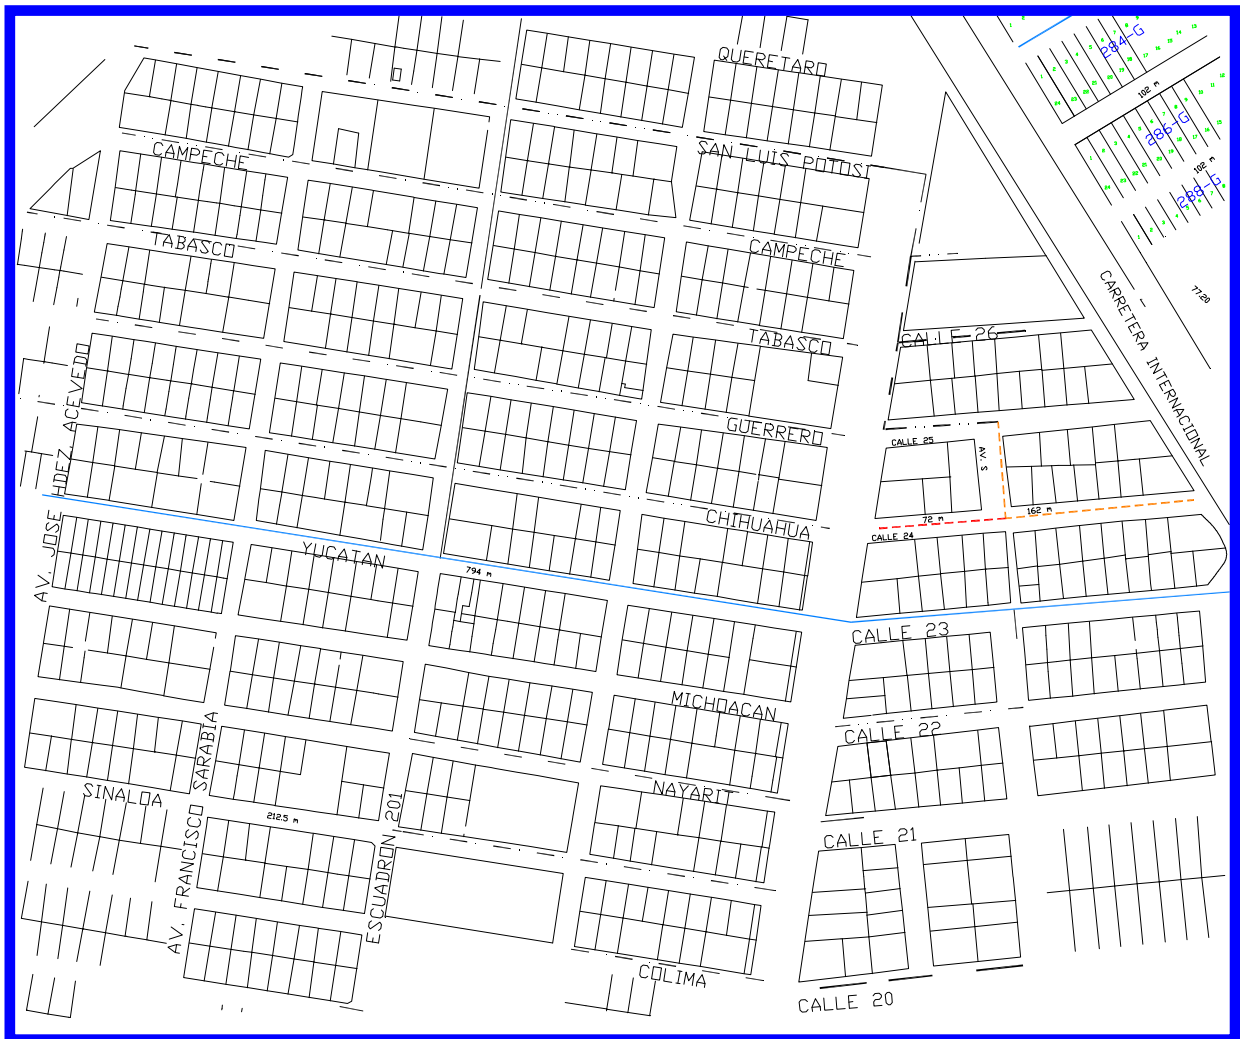 QUERETARO
284-G
102 m
286-G
102 m
288-G
SAN LUIS POTOSI
CAMPECHE
TABASCO
CAMPECHE
77.20
CARRETERA INTERNACIONAL
TABASCO
CALLE 26
GUERRERO
CALLE 25
AV. S
AV. JOSE HDEZ. ACEVEDO
CHIHUAHUA
162 m
72 m
CALLE 24
YUCATAN
794 m
CALLE 23
MICHOACAN
CALLE 22
SINALOA
NAYARIT
212.5 m
CALLE 21
AV. FRANCISCO SARABIA
ESCUADRON 201
COLIMA
CALLE 20